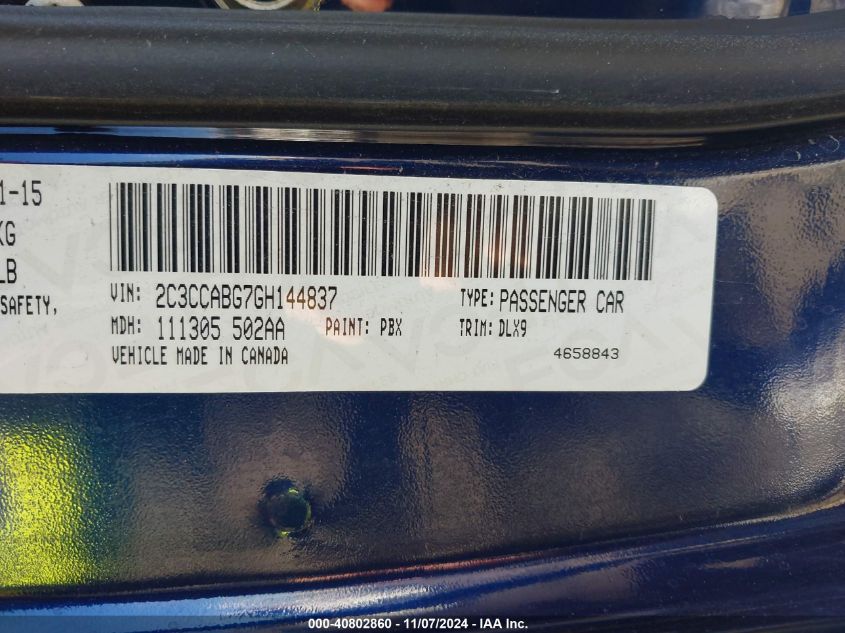 1-15
KG
LB
SAFETY,
VIN: 2C3CCABG7GH144837 TYPE: PASSENGER CAR
MDH: 111305 502AA PAINT: PBX TRIM: DLX9
VEHICLE MADE IN CANADA 4658843
000-40802860 - 11/07/2024 - IAA Inc.